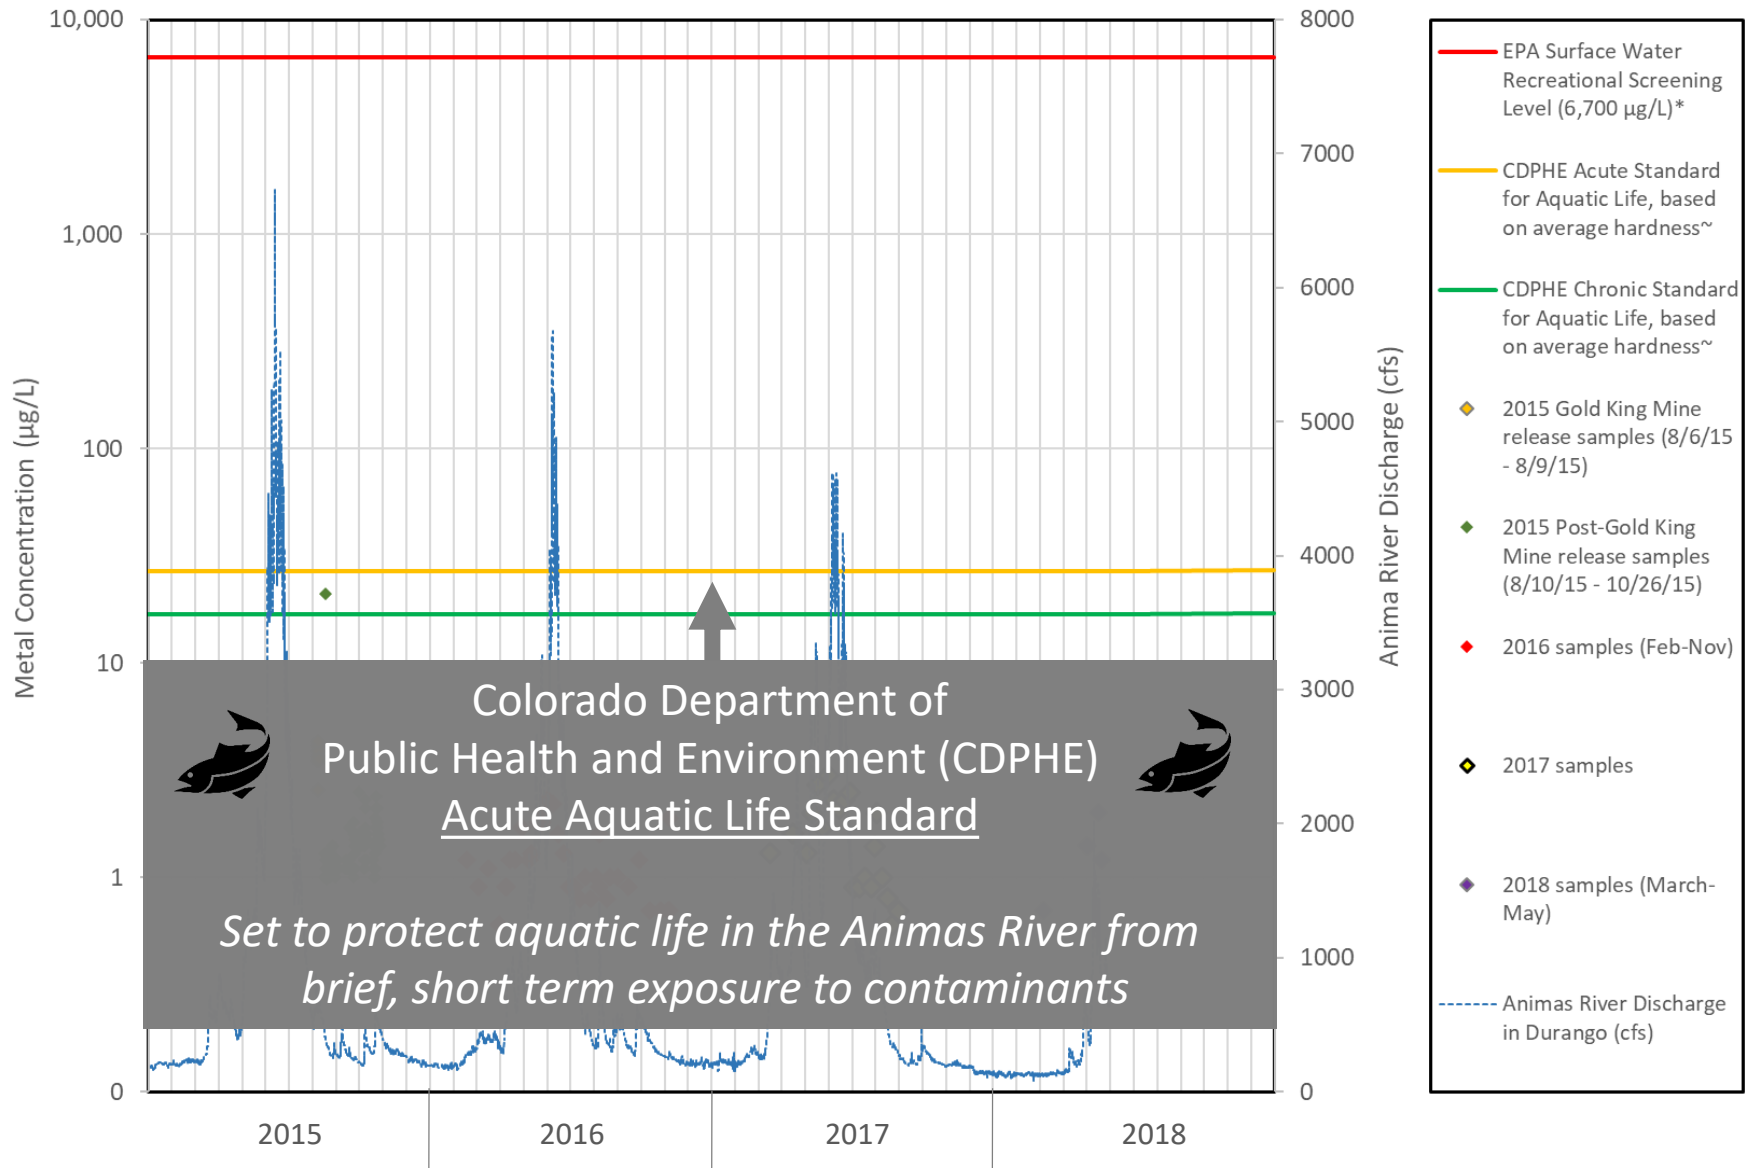 10,000
1,000
100
10
1
0
Metal Concentration (µg/L)
8000
7000
6000
5000
4000
3000
2000
1000
0
Anima River Discharge (cfs)
2015
2016
2017
2018
Colorado Department of
Public Health and Environment (CDPHE)
Acute Aquatic Life Standard
Set to protect aquatic life in the Animas River from
brief, short term exposure to contaminants
EPA Surface Water
Recreational Screening
Level (6,700 µg/L)*
CDPHE Acute Standard
for Aquatic Life, based
on average hardness~
CDPHE Chronic Standard
for Aquatic Life, based
on average hardness~
2015 Gold King Mine
release samples (8/6/15
- 8/9/15)
2015 Post-Gold King
Mine release samples
(8/10/15 - 10/26/15)
2016 samples (Feb-Nov)
2017 samples
2018 samples (March-
May)
Animas River Discharge
in Durango (cfs)